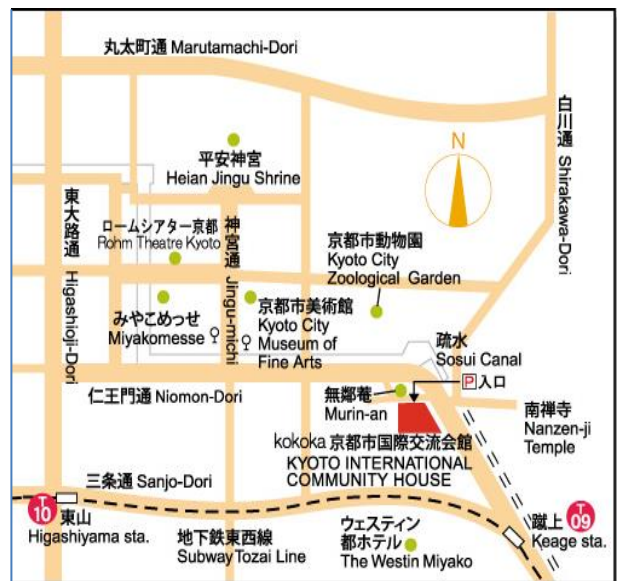 丸太町通 Marutamachi-Dori
白川通 Shirakawa-Dori
N
平安神宮
Heian Jingu Shrine
東大路通 Higashioji-Dori
ロームシアター京都
Rohm Theatre Kyoto
神宮通 Jingu-michi
京都市動物園
Kyoto City
Zoological Garden
みやこめっせ
Miyakomesse
京都市美術館
Kyoto City
Museum of
Fine Arts
疏水
Sosui Canal
P入口
仁王門通 Niomon-Dori
無鄰菴
Murin-an
南禅寺
Nanzen-ji
Temple
kokoka 京都市国際交流会館
KYOTO INTERNATIONAL
COMMUNITY HOUSE
三条通 Sanjo-Dori
T
10
東山
Higashiyama sta.
地下鉄東西線
Subway Tozai Line
ウェスティン
都ホテル
The Westin Miyako
蹴上
T
09
Keage sta.